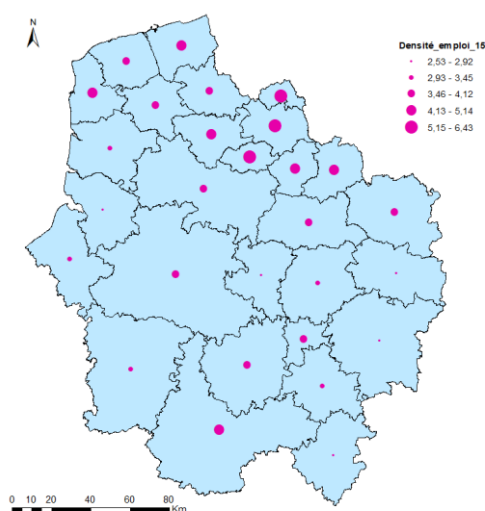 N
Densité_emploi_15
2,53 - 2,92
2,93 - 3,45
3,46 - 4,12
4,13 - 5,14
5,15 - 6,43
0 10 20 40 60 80
Km